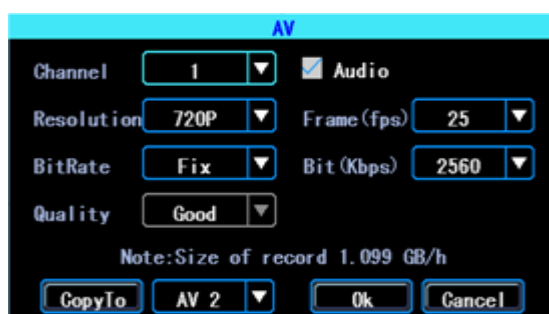 AV
Channel 1 Audio
Resolution 720P Frame(fps) 25
BitRate Fix Bit(Kbps) 2560
Quality Good
Note:Size of record 1.099 GB/h
CopyTo AV 2 Ok Cancel